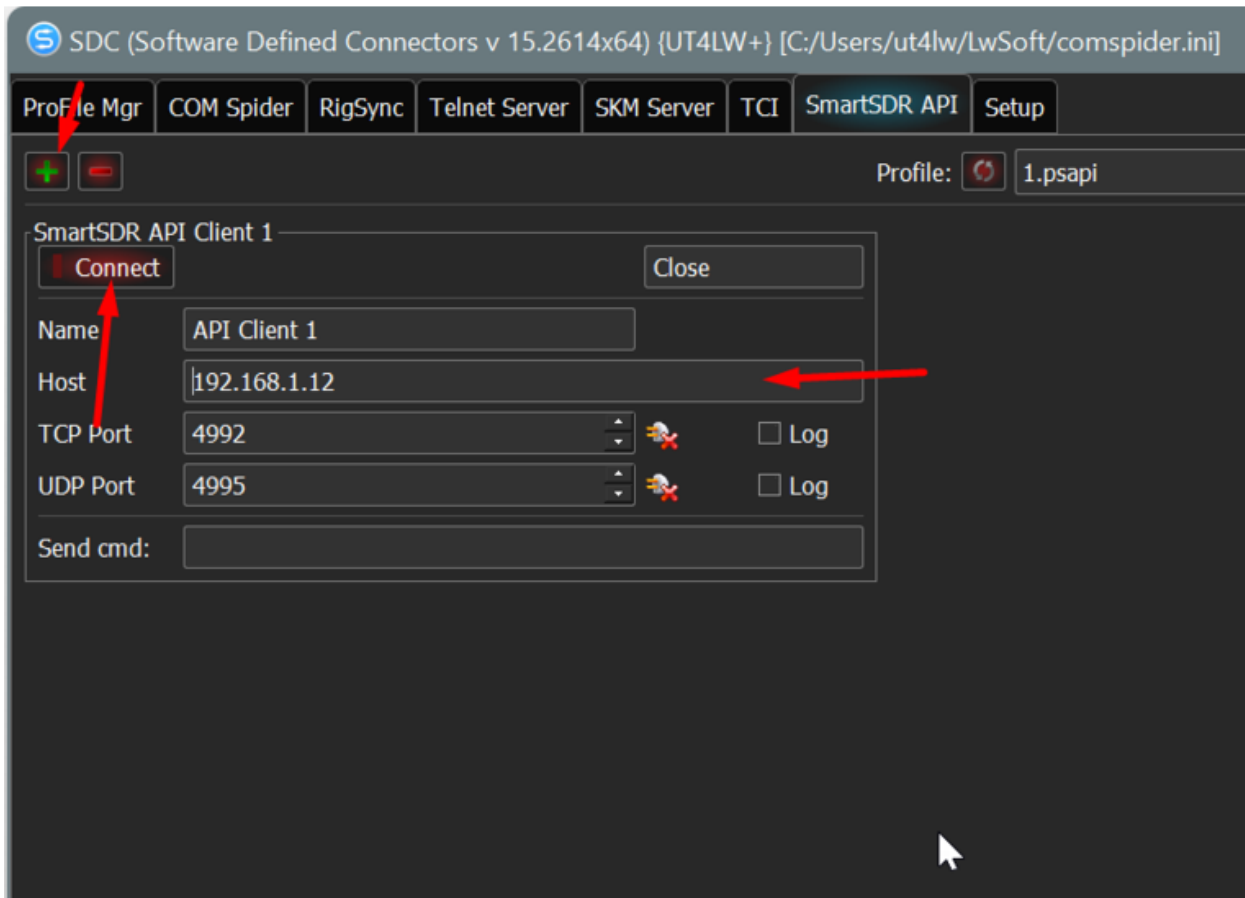 SDC (Software Defined Connectors v 15.2614x64) {UT4LW+} [C:/Users/ut4lw/LwSoft/comspider.ini]
ProFile Mgr COM Spider RigSync Telnet Server SKM Server TCI SmartSDR API Setup
Profile: 1.psapi
SmartSDR API Client 1
Connect Close
Name API Client 1
Host 192.168.1.12
TCP Port 4992 Log
UDP Port 4995 Log
Send cmd: